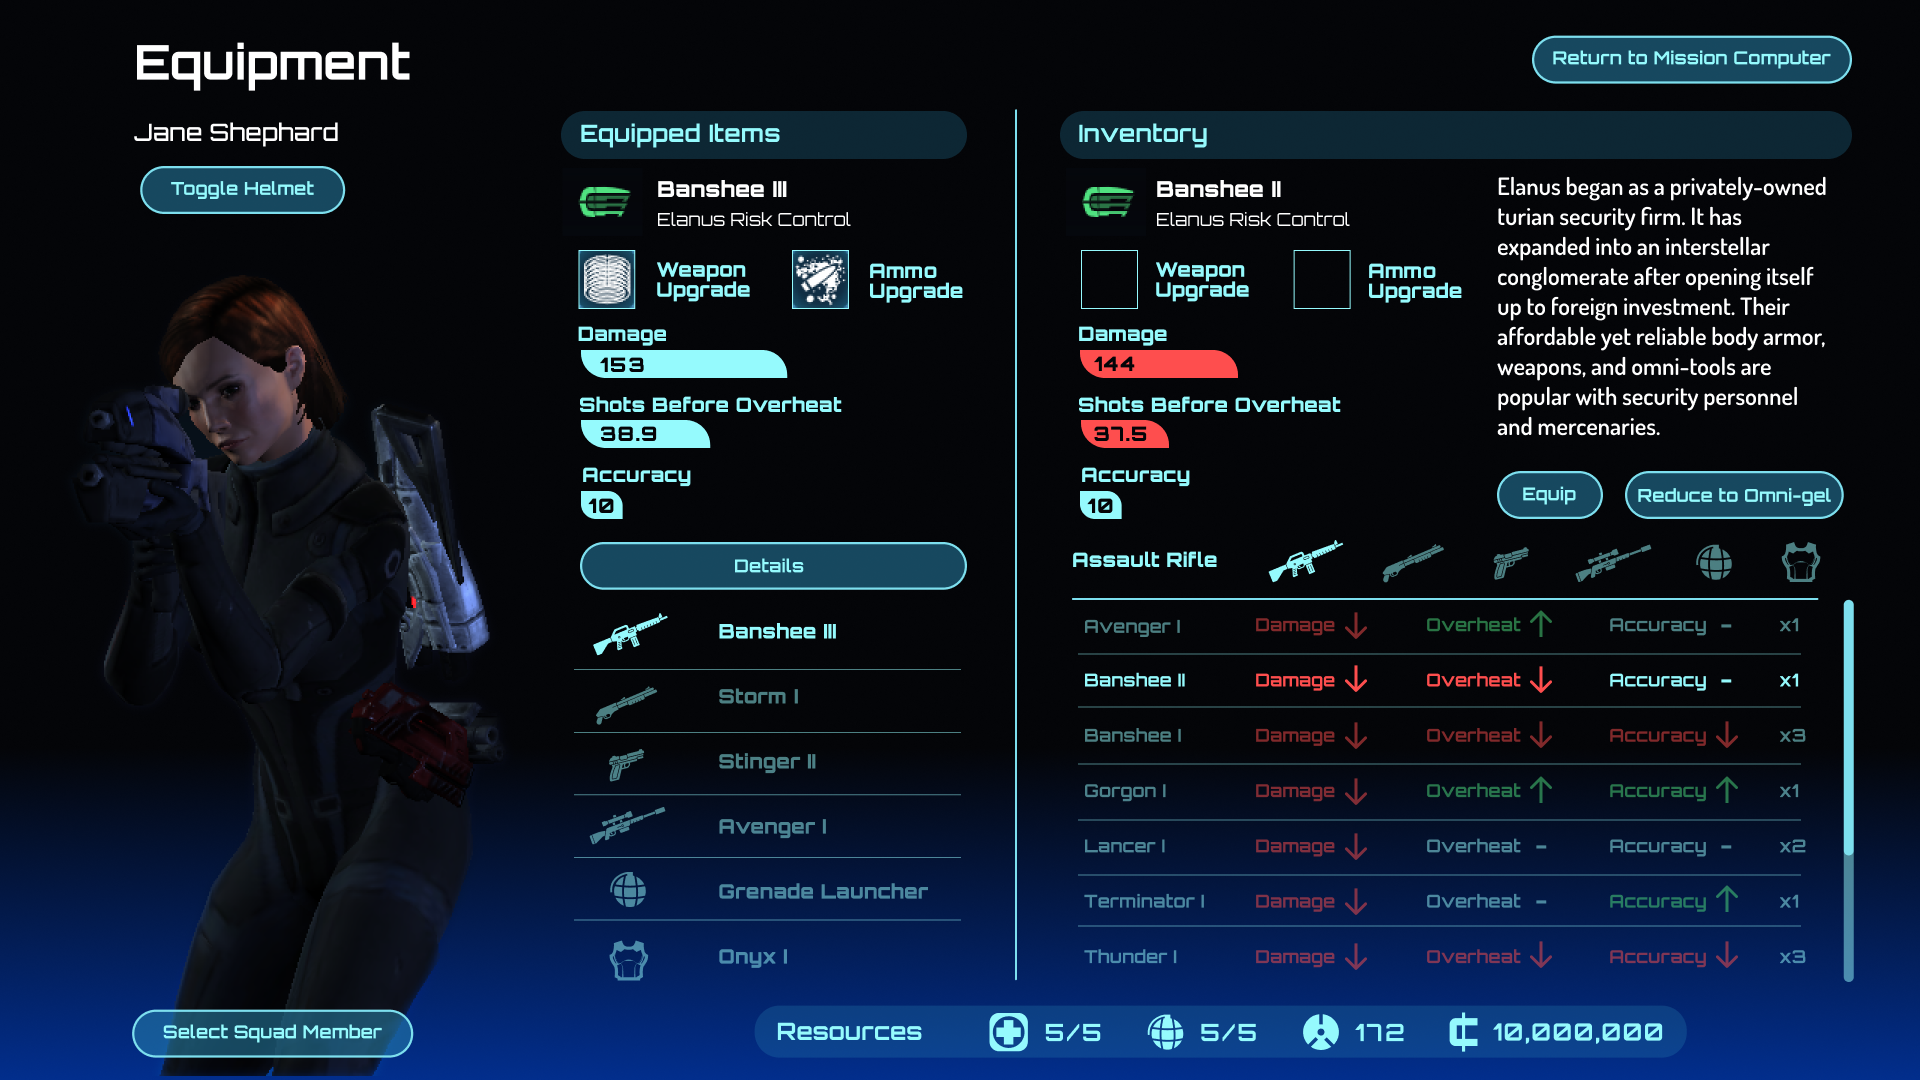 Equipment
Return to Mission Computer
Jane Shephard
Toggle Helmet
Select Squad Member
Equipped Items
Banshee III
Elanus Risk Control
Weapon
Upgrade
Ammo
Upgrade
Damage
153
Shots Before Overheat
38.9
Accuracy
10
Details
Banshee III
Storm I
Stinger II
Avenger I
Grenade Launcher
Onyx I
Inventory
Banshee II
Elanus Risk Control
Weapon
Upgrade
Ammo
Upgrade
Damage
144
Shots Before Overheat
37.5
Accuracy
10
Elanus began as a privately-owned
turian security firm. It has
expanded into an interstellar
conglomerate after opening itself
up to foreign investment. Their
affordable yet reliable body armor,
weapons, and omni-tools are
popular with security personnel
and mercenaries.
Equip
Reduce to Omni-gel
Assault Rifle
Avenger I Damage ↓ Overheat ↑ Accuracy - x1
Banshee II Damage ↓ Overheat ↓ Accuracy - x1
Banshee I Damage ↓ Overheat ↓ Accuracy ↓ x3
Gorgon I Damage ↓ Overheat ↑ Accuracy ↑ x1
Lancer I Damage ↓ Overheat - Accuracy - x2
Terminator I Damage ↓ Overheat - Accuracy ↑ x1
Thunder I Damage ↓ Overheat ↓ Accuracy ↓ x3
Resources 5/5 5/5 172 10,000,000